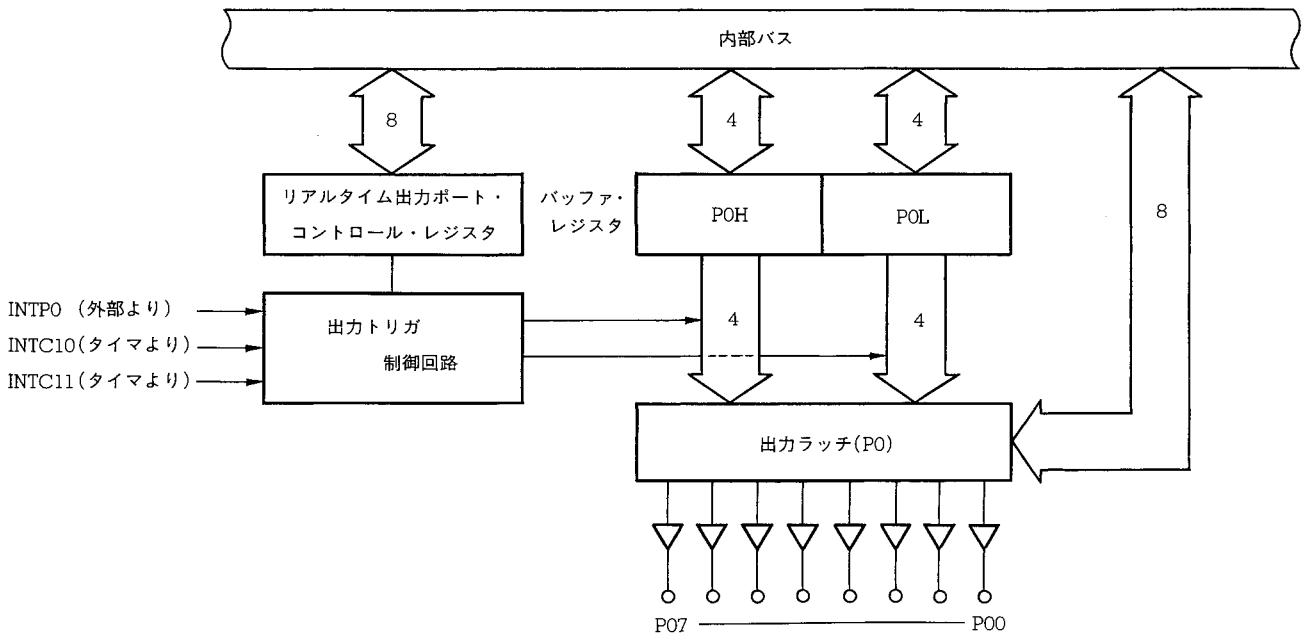 内部バス
8
4
4
リアルタイム出力ポート・
コントロール・レジスタ
バッファ・
レジスタ
P0H
P0L
8
INTP0 (外部より)
INTC10(タイマより)
INTC11(タイマより)
出力トリガ
制御回路
4
4
出力ラッチ(P0)
P07
P00